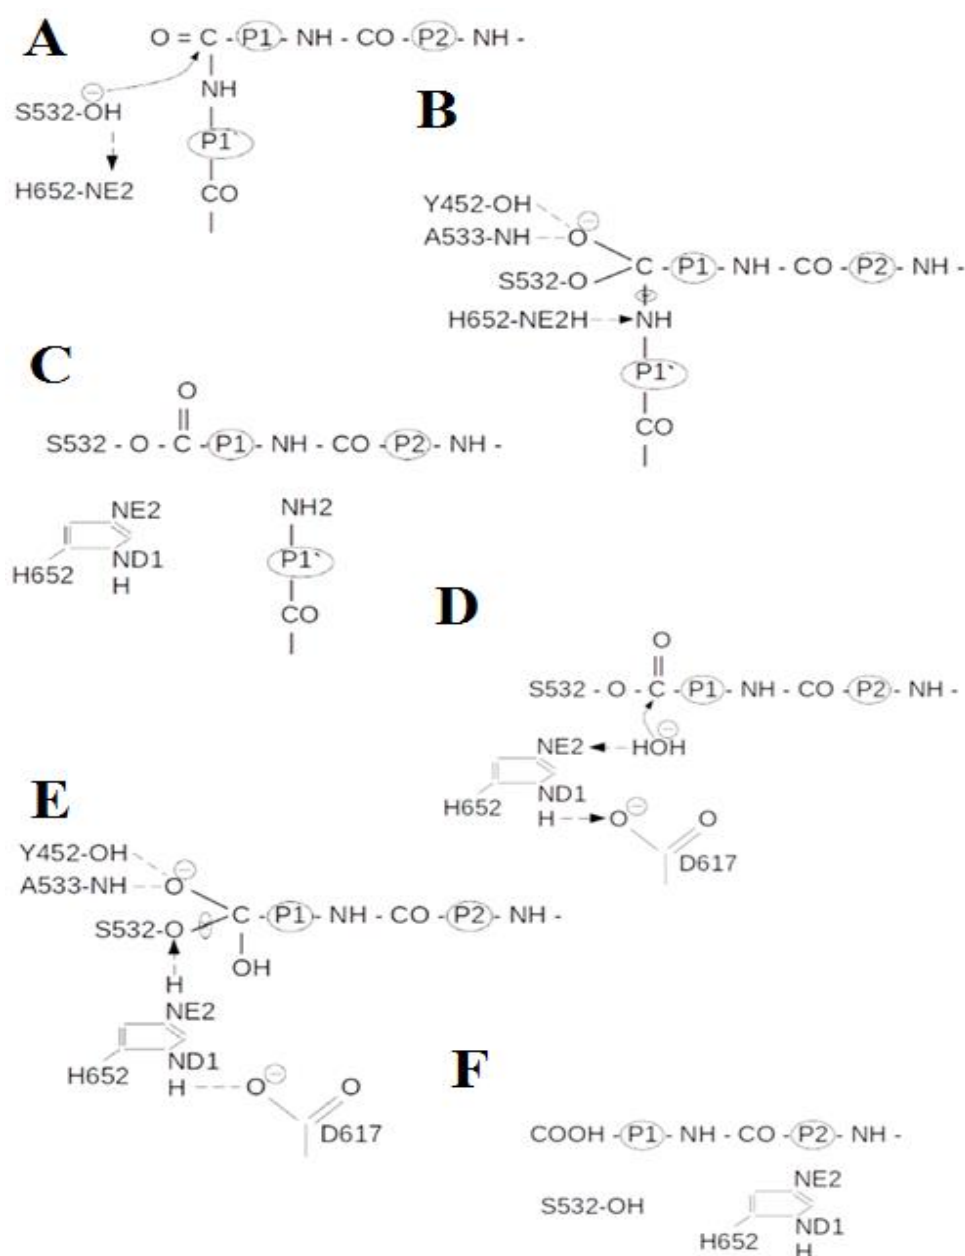 A
O = C - P1 - NH - CO - P2 - NH -
NH
S532-OH
P1`
H652-NE2
CO
B
Y452-OH
A533-NH
O
C - P1 - NH - CO - P2 - NH -
S532-O
H652-NE2H
NH
P1`
CO
C
O
S532 - O - C - P1 - NH - CO - P2 - NH -
NE2
NH2
ND1
H652
H
P1`
CO
D
O
S532 - O - C - P1 - NH - CO - P2 - NH -
NE2
HOH
ND1
H652
H
O
O
D617
E
Y452-OH
A533-NH
O
C - P1 - NH - CO - P2 - NH -
S532-O
OH
H
NE2
ND1
H652
H
O
O
D617
F
COOH - P1 - NH - CO - P2 - NH -
NE2
S532-OH
ND1
H652
H